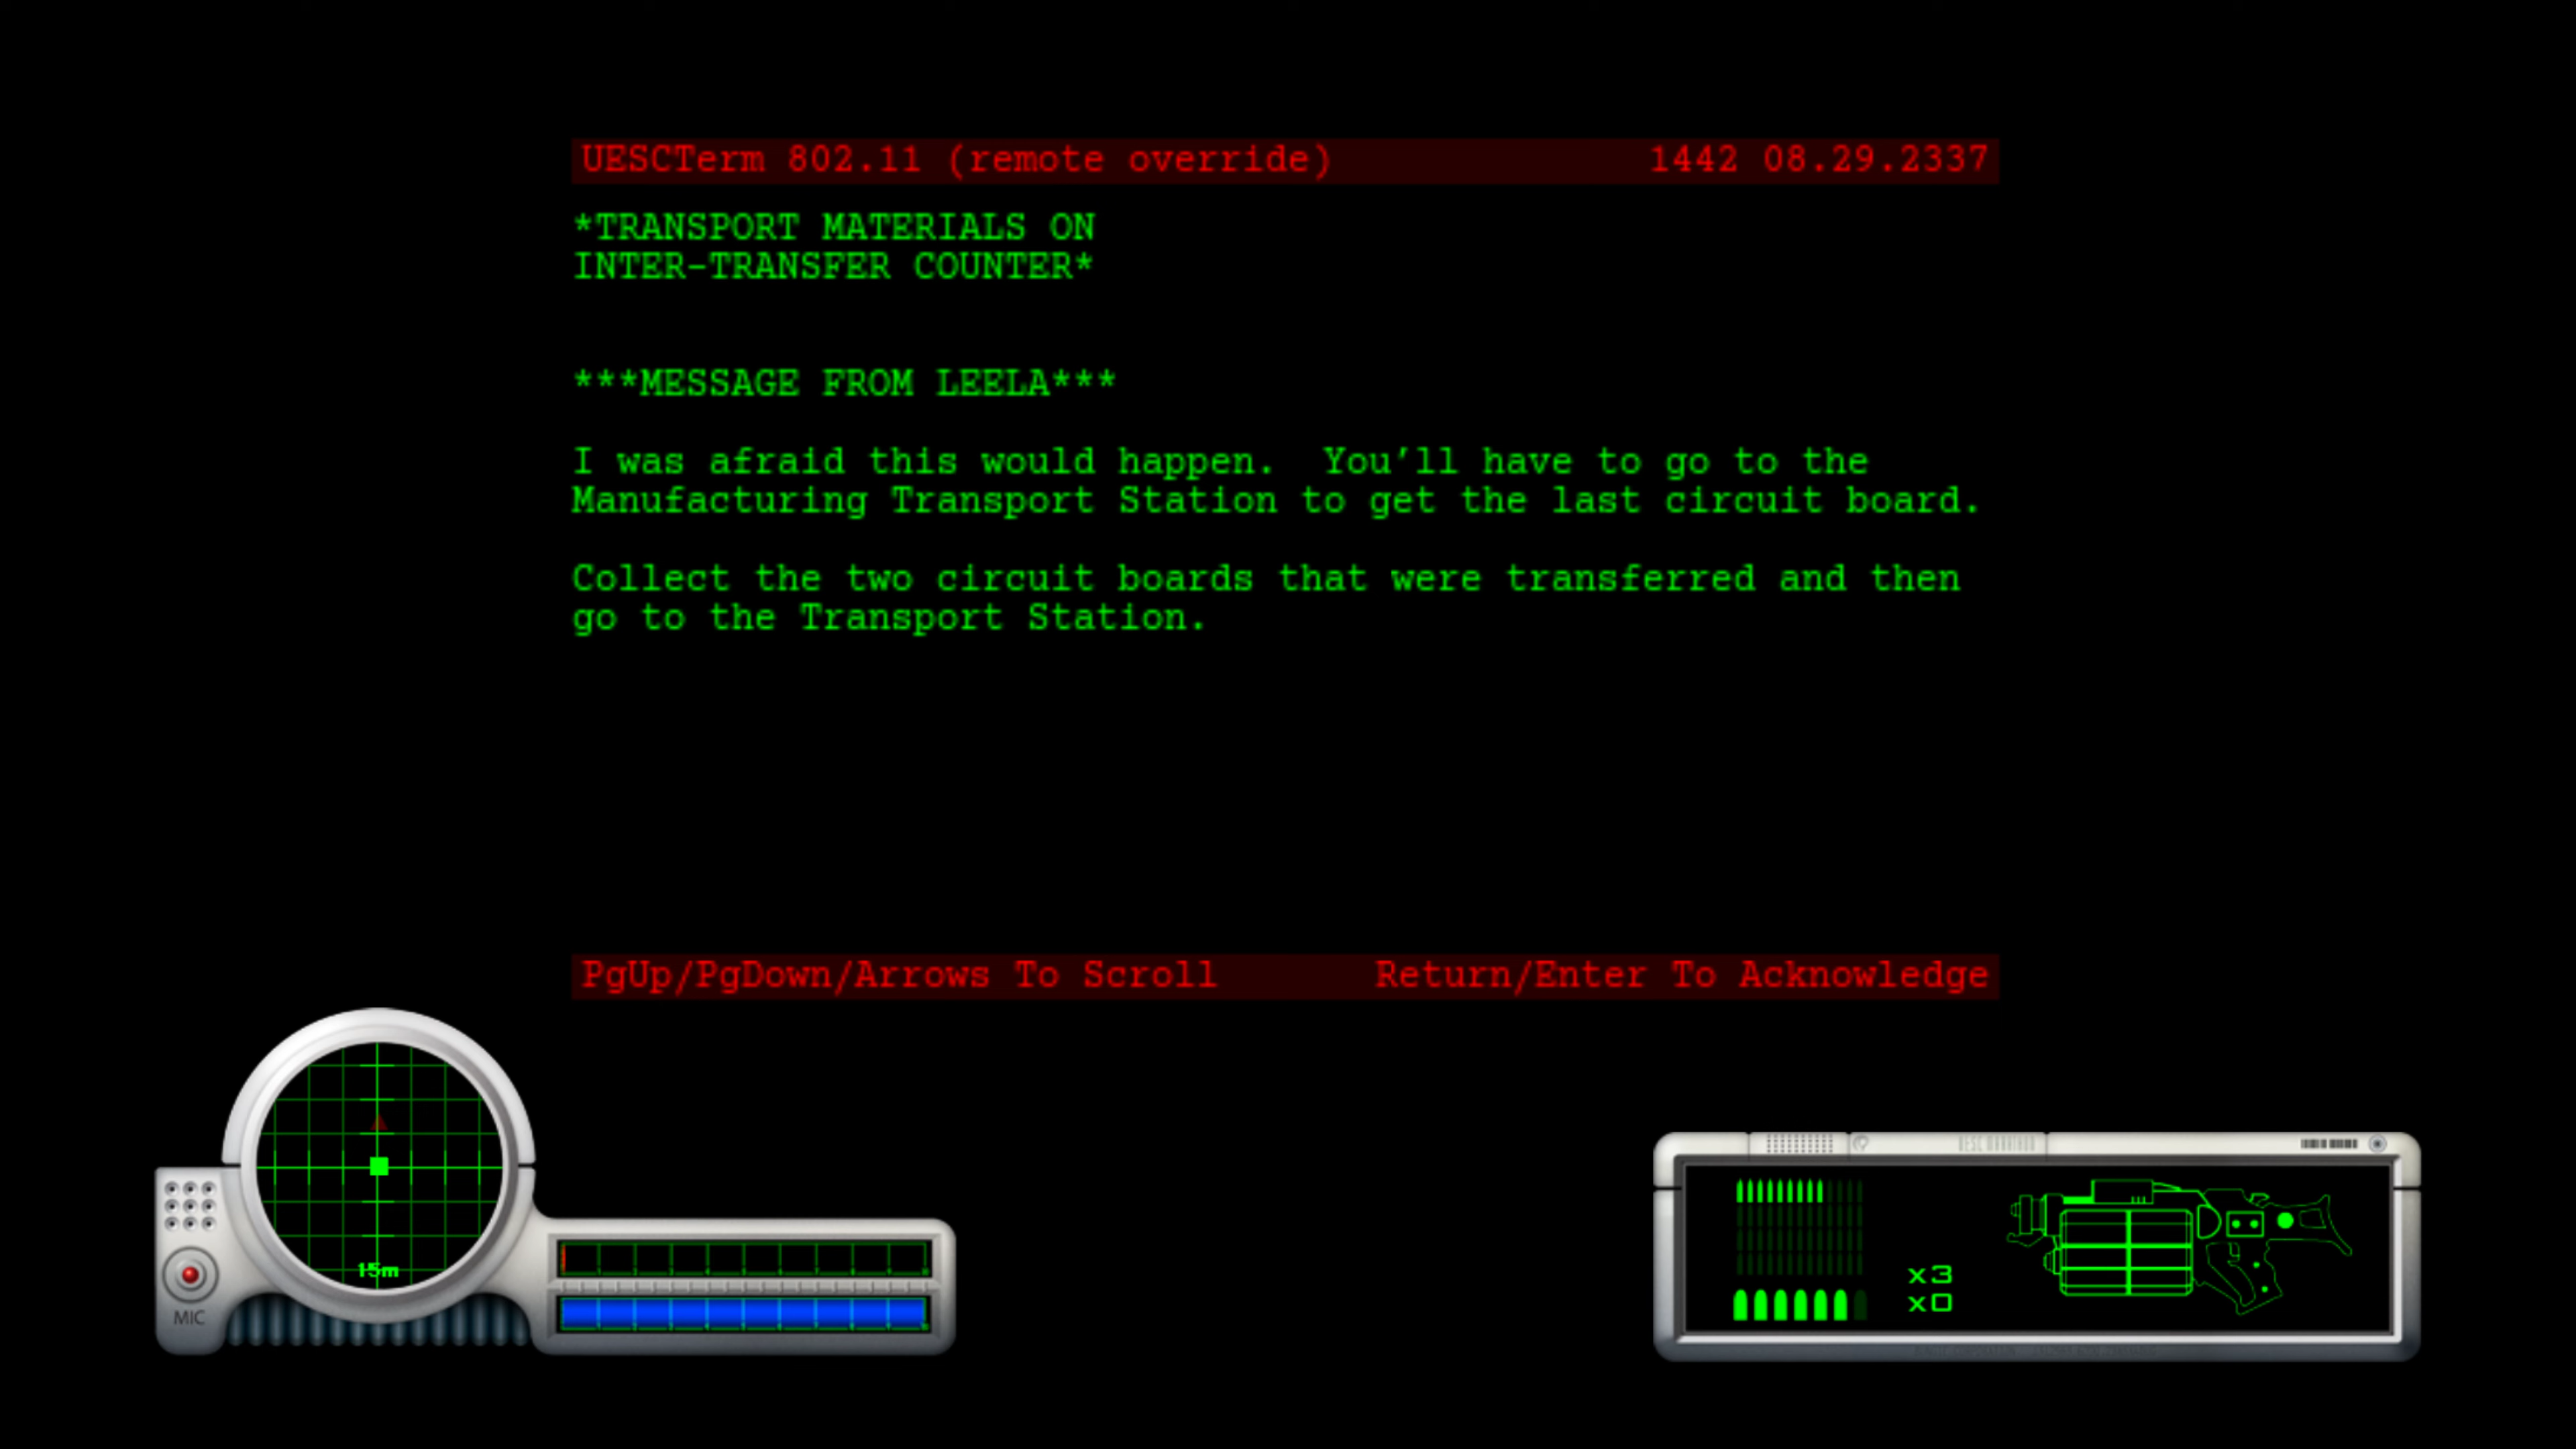 UESCTerm 802.11 (remote override) 1442 08.29.2337
*TRANSPORT MATERIALS ON
INTER-TRANSFER COUNTER*
***MESSAGE FROM LEELA***
I was afraid this would happen.  You'll have to go to the
Manufacturing Transport Station to get the last circuit board.
Collect the two circuit boards that were transferred and then
go to the Transport Station.
PgUp/PgDown/Arrows To Scroll Return/Enter To Acknowledge
15m
MIC
UESC MARATHON
x3
x0